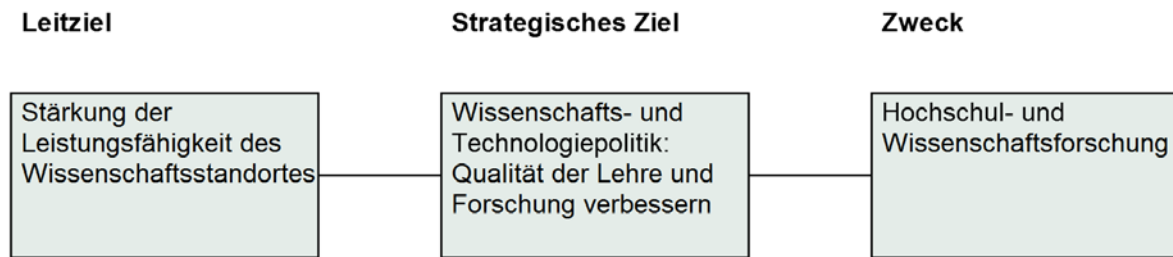 Leitziel
Strategisches Ziel
Zweck
Stärkung der
Leistungsfähigkeit des
Wissenschaftsstandortes
Wissenschafts- und
Technologiepolitik:
Qualität der Lehre und
Forschung verbessern
Hochschul- und
Wissenschaftsforschung